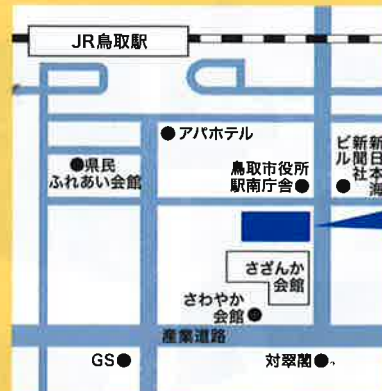 JR鳥取駅
アパホテル
県民
ふれあい会館
鳥取市役所
駅南庁舎
新日本海
新聞社
ビル
さざんか
会館
さわやか
会館
産業道路
GS
対翠閣